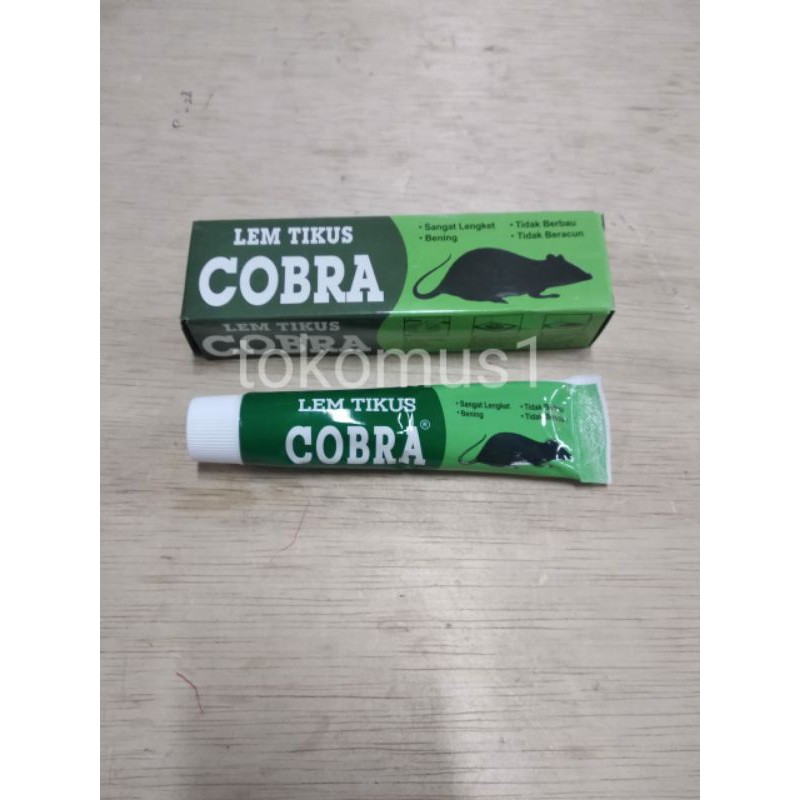 LEM TIKUS
COBRA
• Sangat Lengket
• Bening
• Tidak Berbau
• Tidak Beracun
LEM TIKUS
COBRA
tokomus1
LEM TIKUS
COBRA®
• Sangat Lengket
• Bening
• Tidak
• Tidak